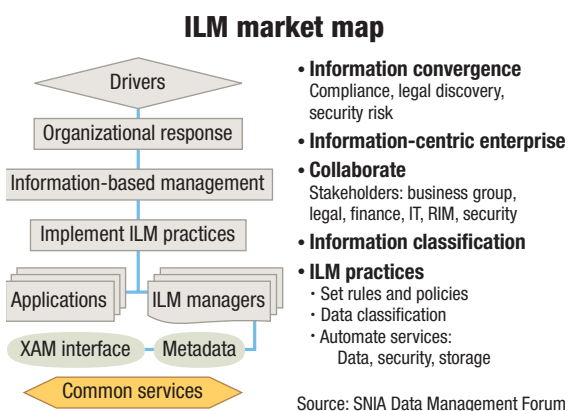 ILM market map
Drivers
Organizational response
Information-based management
Implement ILM practices
Applications
ILM managers
XAM interface
Metadata
Common services
• Information convergence
Compliance, legal discovery,
security risk
• Information-centric enterprise
• Collaborate
Stakeholders: business group,
legal, finance, IT, RIM, security
• Information classification
• ILM practices
· Set rules and policies
· Data classification
· Automate services:
Data, security, storage
Source: SNIA Data Management Forum